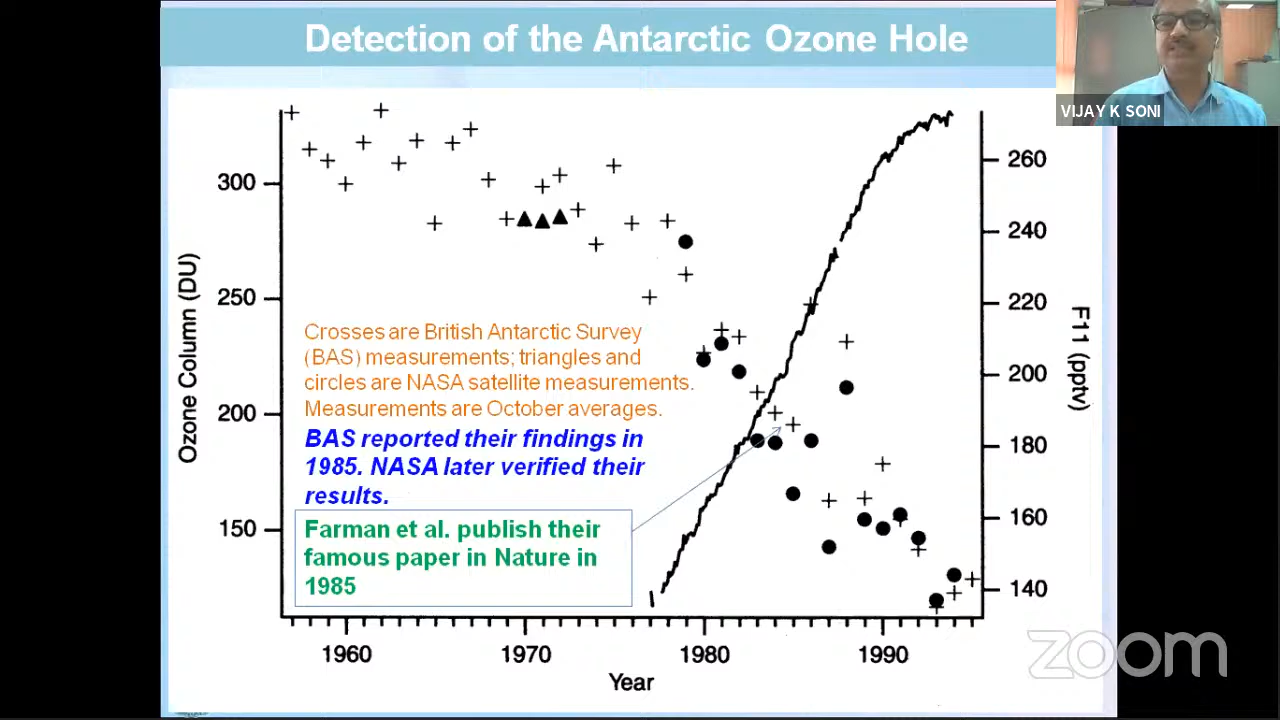 Detection of the Antarctic Ozone Hole
VIJAY K SONI
300
250
200
150
Ozone Column (DU)
260
240
220
200
180
160
140
F11 (pptv)
Crosses are British Antarctic Survey
(BAS) measurements; triangles and
circles are NASA satellite measurements.
Measurements are October averages.
BAS reported their findings in
1985. NASA later verified their
results.
Farman et al. publish their
famous paper in Nature in
1985
1960
1970
1980
1990
Year
zoom